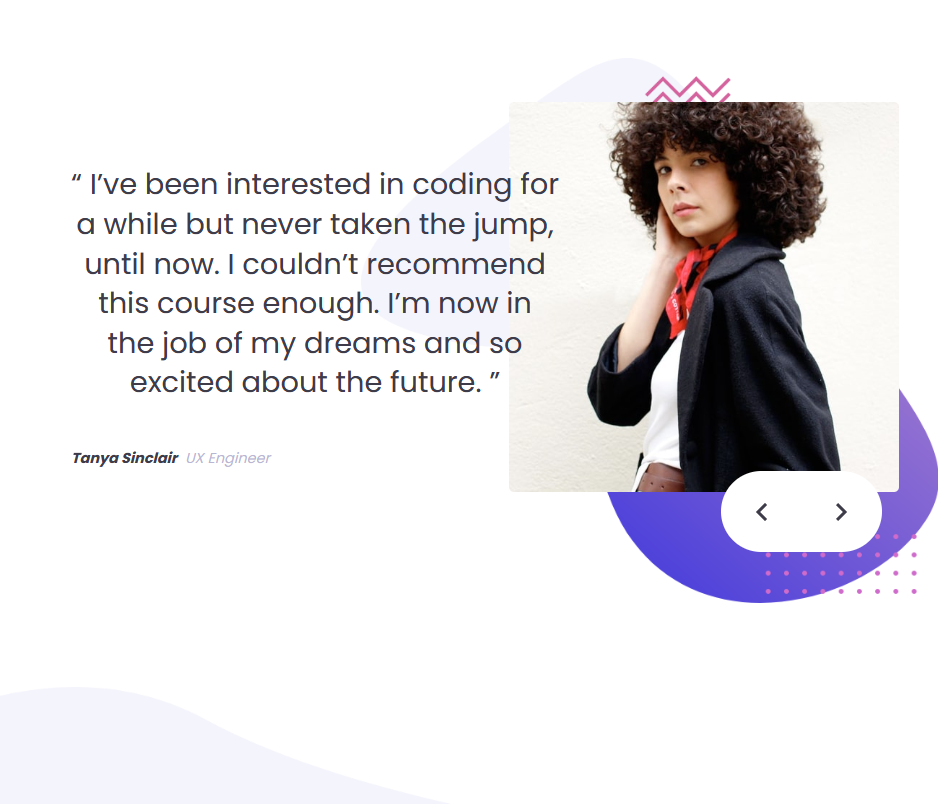 “ I’ve been interested in coding for
a while but never taken the jump,
until now. I couldn’t recommend
this course enough. I’m now in
the job of my dreams and so
excited about the future. ”
Tanya Sinclair UX Engineer